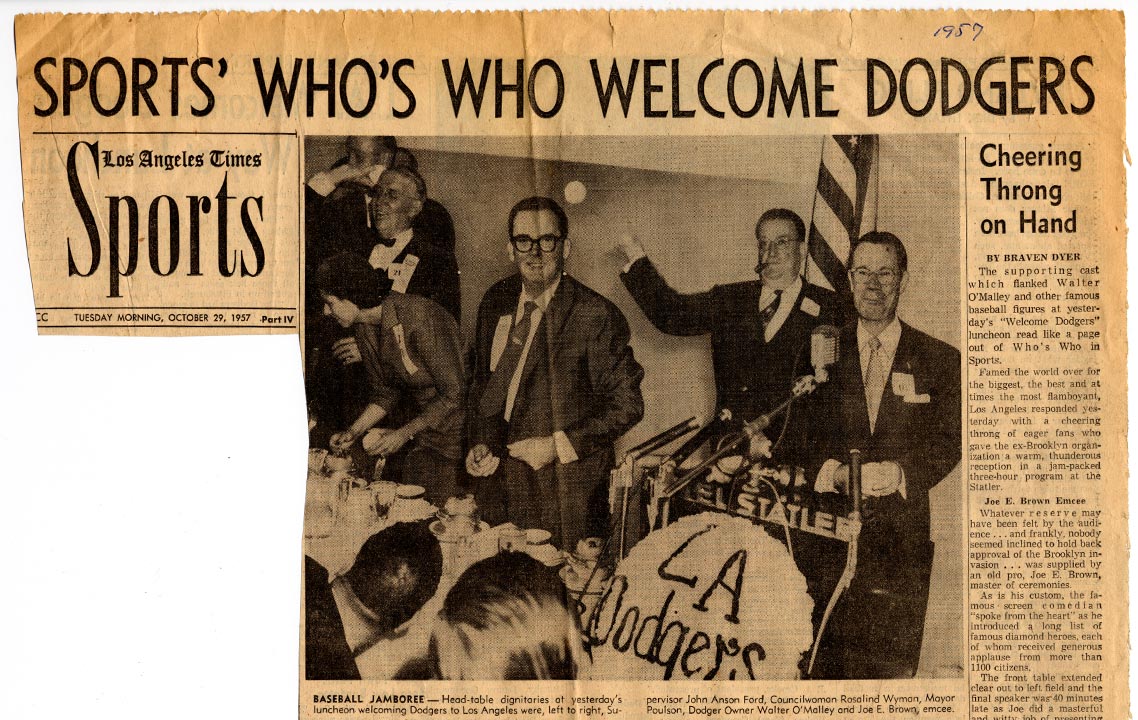 1957
SPORTS' WHO'S WHO WELCOME DODGERS
Los Angeles Times
Sports
CC TUESDAY MORNING, OCTOBER 29, 1957 Part IV
21
EL STATLER
LA
Dodgers
BASEBALL JAMBOREE — Head-table dignitaries at yesterday's
luncheon welcoming Dodgers to Los Angeles were, left to right, Su-
pervisor John Anson Ford, Councilwoman Rosalind Wyman, Mayor
Poulson, Dodger Owner Walter O'Malley and Joe E. Brown, emcee.
Cheering
Throng
on Hand
BY BRAVEN DYER
The supporting cast
which flanked Walter
O'Malley and other famous
baseball figures at yester-
day's "Welcome Dodgers"
luncheon read like a page
out of Who's Who in
Sports.
Famed the world over for
the biggest, the best and at
times the most flamboyant,
Los Angeles responded yes-
terday with a cheering
throng of eager fans who
gave the ex-Brooklyn organ-
ization a warm, thunderous
reception in a jam-packed
three-hour program at the
Statler.
Joe E. Brown Emcee
Whatever reserve may
have been felt by the audi-
ence . . . and frankly, nobody
seemed inclined to hold back
approval of the Brooklyn in-
vasion . . . was supplied by
an old pro, Joe E. Brown,
master of ceremonies.
As is his custom, the fa-
mous screen comedian
"spoke from the heart" as he
introduced a long list of
famous diamond heroes, each
of whom received generous
applause from more than
1100 citizens.
The front table extended
clear out to left field and the
final speaker was 40 minutes
late as Joe did a masterful
and witty job of presenting